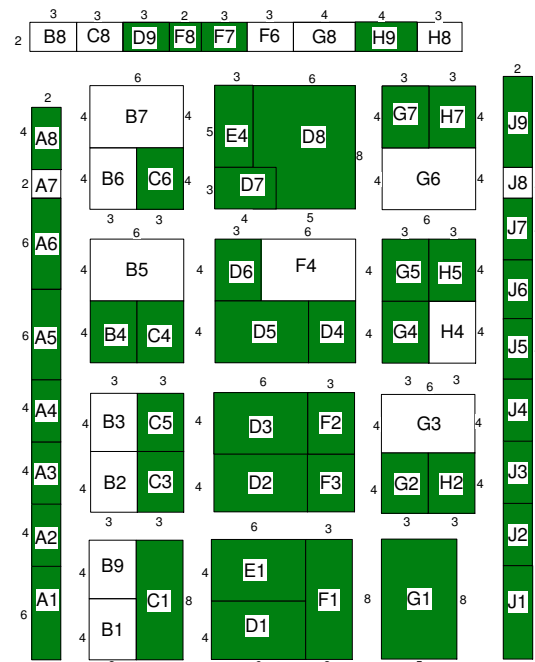 3 3 3 2 3 3 4 4 3
2 B8 C8 D9 F8 F7 F6 G8 H9 H8
2 6 3 6 3 3 2
4 A8 4 B7 4 5 E4 D8 8 4 G7 H7 4 J9
2 A7 4 B6 C6 4 3 D7 4 G6 4 J8
3 3 4 5 6
6 3 6 3 3
6 A6 4 B5 4 D6 F4 4 G5 H5 4 J7
6 A5 4 B4 C4 4 D5 D4 4 G4 H4 4 J6
J5
3 3 6 3 3 6 3
4 A4 4 B3 C5 4 D3 F2 4 G3 4 J4
4 A3 4 B2 C3 4 D2 F3 4 G2 H2 4 J3
3 3 6 3 3 3
4 A2 4 B9 4 E1 J2
6 A1 4 B1 C1 8 4 D1 F1 8 G1 8 J1